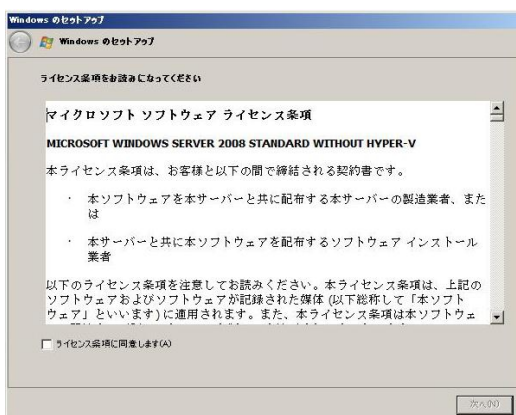 Windows のセットアップ
Windows のセットアップ
ライセンス条項をお読みになってください
マイクロソフト ソフトウェア ライセンス条項
MICROSOFT WINDOWS SERVER 2008 STANDARD WITHOUT HYPER-V
本ライセンス条項は、お客様と以下の間で締結される契約書です。
· 本ソフトウェアを本サーバーと共に配布する本サーバーの製造業者、また
は
· 本サーバーと共に本ソフトウェアを配布するソフトウェア インストール
業者
以下のライセンス条項を注意してお読みください。本ライセンス条項は、上記の
ソフトウェアおよびソフトウェアが記録された媒体 (以下総称して「本ソフト
ウェア」といいます) に適用されます。また、本ライセンス条項は本ソフトウェ
ライセンス条項に同意します(A)
次へ(N)